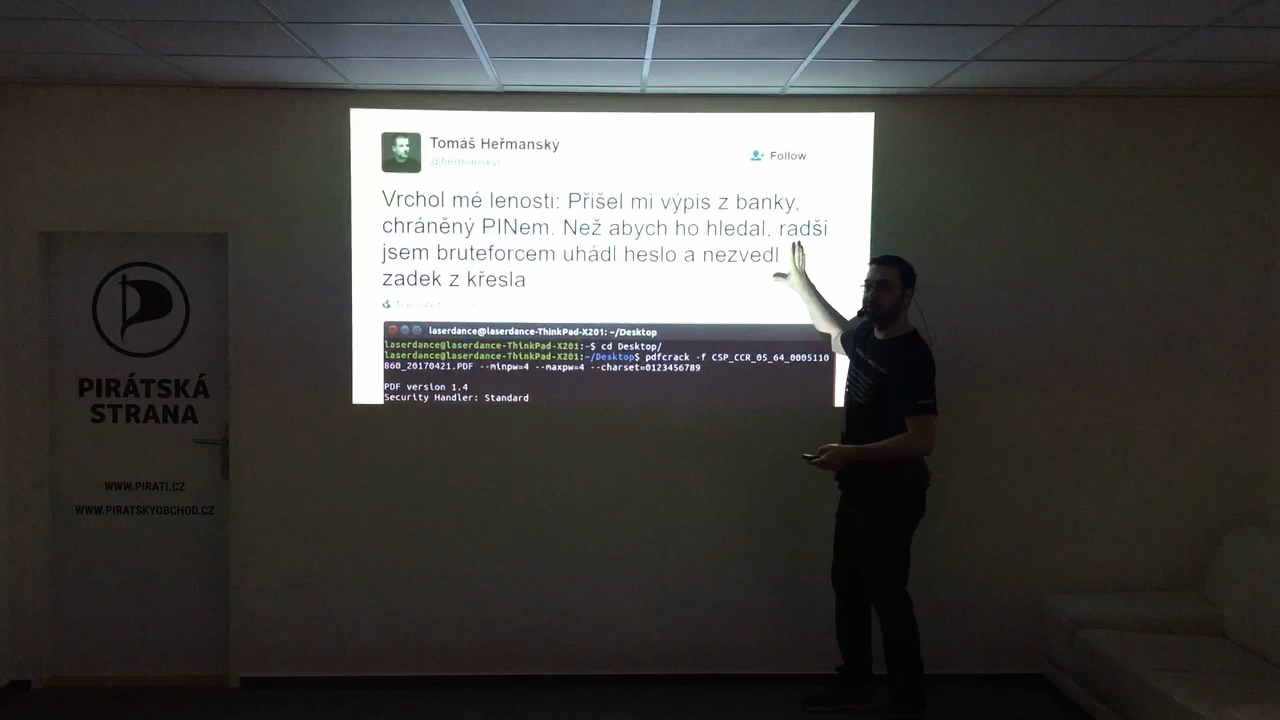 Tomáš Heřmanský
@hermanskyt
Follow
Vrchol mé lenosti: Přišel mi výpis z banky,
chráněný PINem. Než abych ho hledal, radši
jsem bruteforcem uhádl heslo a nezvedl
zadek z křesla
laserdance@laserdance-ThinkPad-X201: ~/Desktop
laserdance@laserdance-ThinkPad-X201:~$ cd Desktop/
laserdance@laserdance-ThinkPad-X201:~/Desktop$ pdfcrack -f CSP_CCR_05_64_0005110
860_20170421.PDF --minpw=4 --maxpw=4 --charset=0123456789
PDF version 1.4
Security Handler: Standard
PIRÁTSKÁ
STRANA
WWW.PIRATI.CZ
WWW.PIRATSKYOBCHOD.CZ